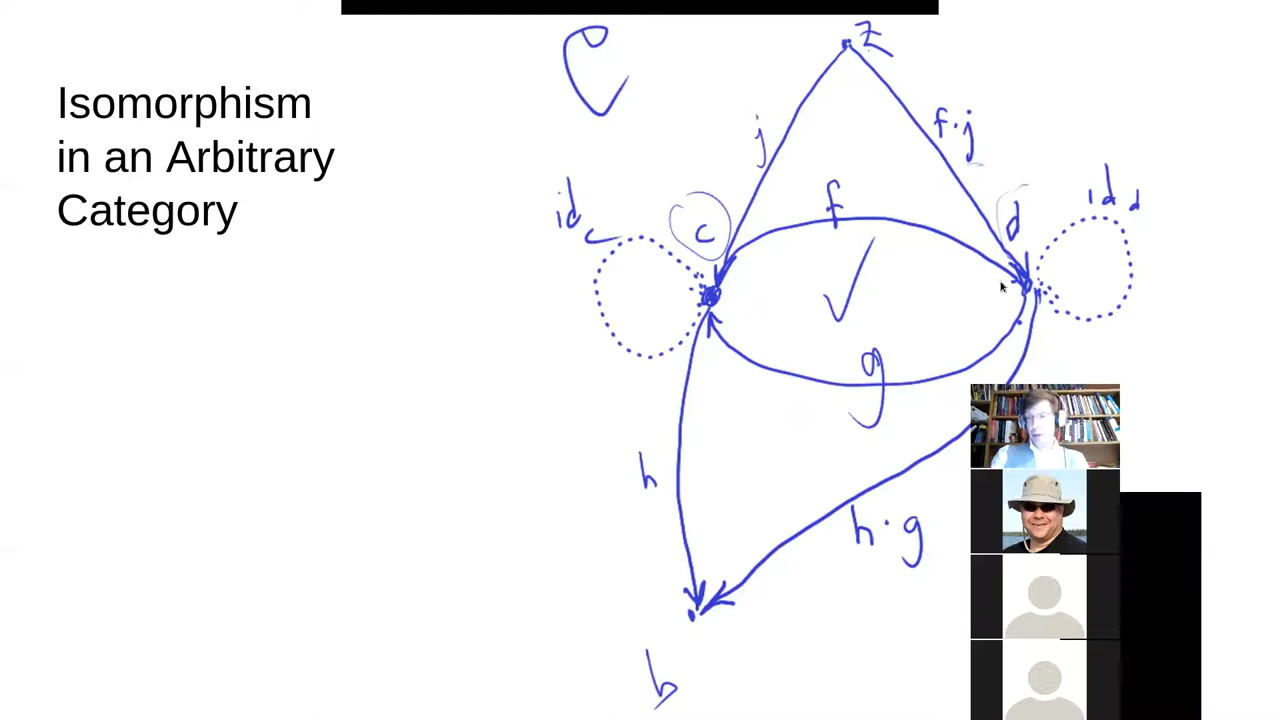 Isomorphism
in an Arbitrary
Category
C
z
j
f · j
id c
c
f
d
id d
g
h
h · g
b